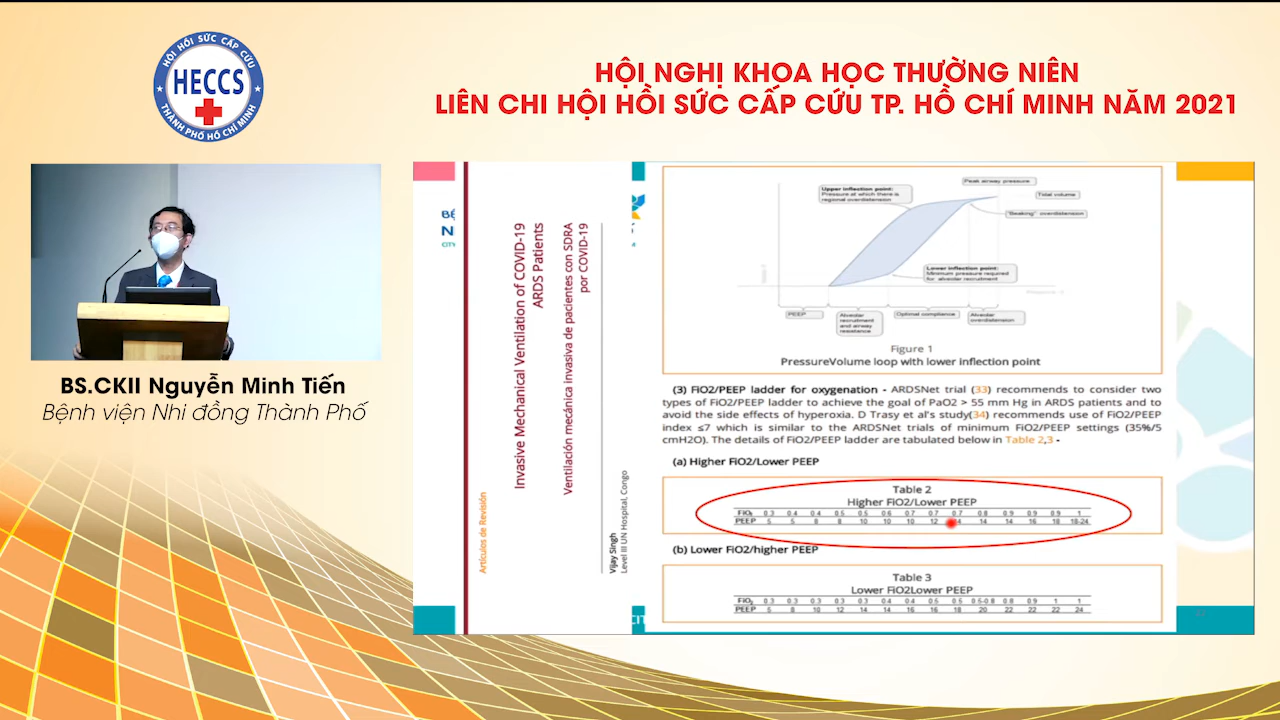 HỘI HỒI SỨC CẤP CỨU
HECCS
THÀNH PHỐ HỒ CHÍ MINH
HỘI NGHỊ KHOA HỌC THƯỜNG NIÊN
LIÊN CHI HỘI HỒI SỨC CẤP CỨU TP. HỒ CHÍ MINH NĂM 2021
BS.CKII Nguyễn Minh Tiến
Bệnh viện Nhi đồng Thành Phố
Artículos de Revisión
Invasive Mechanical Ventilation of COVID-19
ARDS Patients
Ventilación mecánica invasiva de pacientes con SDRA
por COVID-19
Vijay Singh
Level III UN Hospital, Congo
Peak airway pressure
Upper inflection point:
Pressure at which there is
regional overdistension
Tidal volume
"Beaking" overdistension
Lower inflection point:
Minimum pressure required
for alveolar recruitment
PEEP
Alveolar
recruitment
and airway
resistance
Optimal compliance
Alveolar
overdistension
Figure 1
PressureVolume loop with lower inflection point
(3) FiO2/PEEP ladder for oxygenation - ARDSNet trial (33) recommends to consider two
types of FiO2/PEEP ladder to achieve the goal of PaO2 > 55 mm Hg in ARDS patients and to
avoid the side effects of hyperoxia. D Trasy et al's study(34) recommends use of FiO2/PEEP
index ≤7 which is similar to the ARDSNet trials of minimum FiO2/PEEP settings (35%/5
cmH2O). The details of FiO2/PEEP ladder are tabulated below in Table 2,3 -
(a) Higher FiO2/Lower PEEP
Table 2
Higher FiO2/Lower PEEP
FiO₂ 0.3 0.4 0.4 0.5 0.5 0.6 0.7 0.7 0.7 0.8 0.9 0.9 0.9 1
PEEP 5 5 8 8 10 10 10 12 14 14 16 18 18-24
(b) Lower FiO2/higher PEEP
Table 3
Lower FiO2Lower PEEP
FiO₂ 0.3 0.3 0.3 0.3 0.3 0.4 0.4 0.5 0.5 0.5-0.8 0.8 0.9 1 1
PEEP 5 8 10 12 14 14 16 16 18 20 22 22 22 24